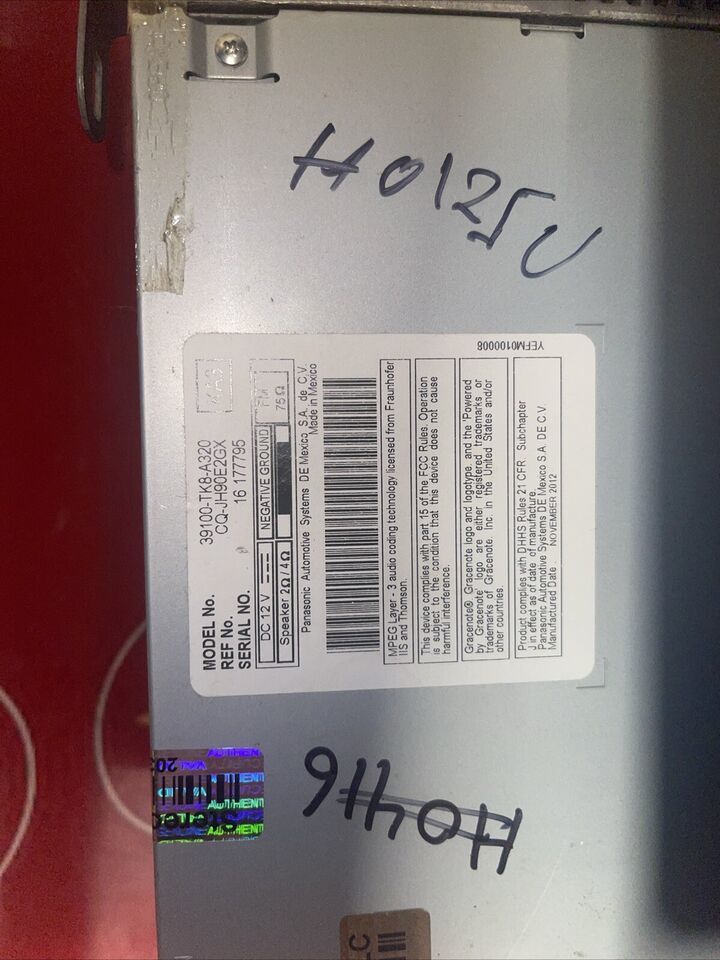 H0125U
MODEL No. 39100-TK8-A320
REF No. CQ-JH90E2GX
SERIAL NO. 16 177795
DC 12 V NEGATIVE GROUND FM
Speaker 2Ω / 4Ω 75 Ω
Panasonic Automotive Systems DE Mexico S.A. de C.V.
Made in Mexico
MPEG Layer - 3 audio coding technology licensed from Fraunhofer
IIS and Thomson.
This device complies with part 15 of the FCC Rules. Operation
is subject to the condition that this device does not cause
harmful interference.
Gracenote® Gracenote logo and logotype, and the "Powered
by Gracenote" logo are either registered trademarks or
trademarks of Gracenote, Inc. in the United States and/or
other countries.
Product complies with DHHS Rules 21 CFR Subchapter
J in effect as of date of manufacture.
Panasonic Automotive Systems DE Mexico S.A. DE C.V.
Manufactured Date NOVEMBER 2012
YEFM0100008
H0416